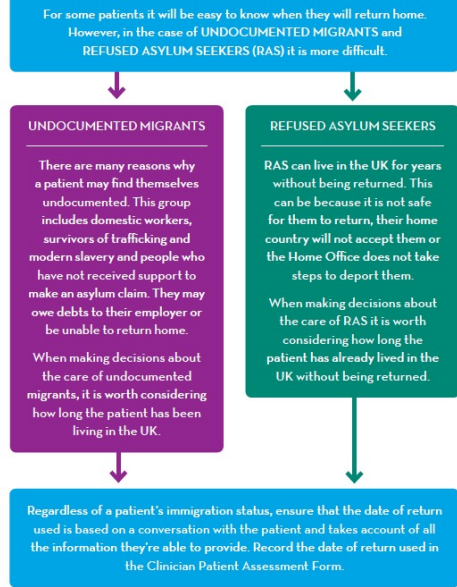 For some patients it will be easy to know when they will return home.
However, in the case of UNDOCUMENTED MIGRANTS and
REFUSED ASYLUM SEEKERS (RAS) it is more difficult.
UNDOCUMENTED MIGRANTS
There are many reasons why
a patient may find themselves
undocumented. This group
includes domestic workers,
survivors of trafficking and
modern slavery and people who
have not received support to
make an asylum claim. They may
owe debts to their employer or
be unable to return home.
When making decisions about
the care of undocumented
migrants, it is worth considering
how long the patient has been
living in the UK.
REFUSED ASYLUM SEEKERS
RAS can live in the UK for years
without being returned. This
can be because it is not safe
for them to return, their home
country will not accept them or
the Home Office does not take
steps to deport them.
When making decisions about
the care of RAS it is worth
considering how long the
patient has already lived in the
UK without being returned.
Regardless of a patient's immigration status, ensure that the date of return
used is based on a conversation with the patient and takes account of all
the information they're able to provide. Record the date of return used in
the Clinician Patient Assessment Form.